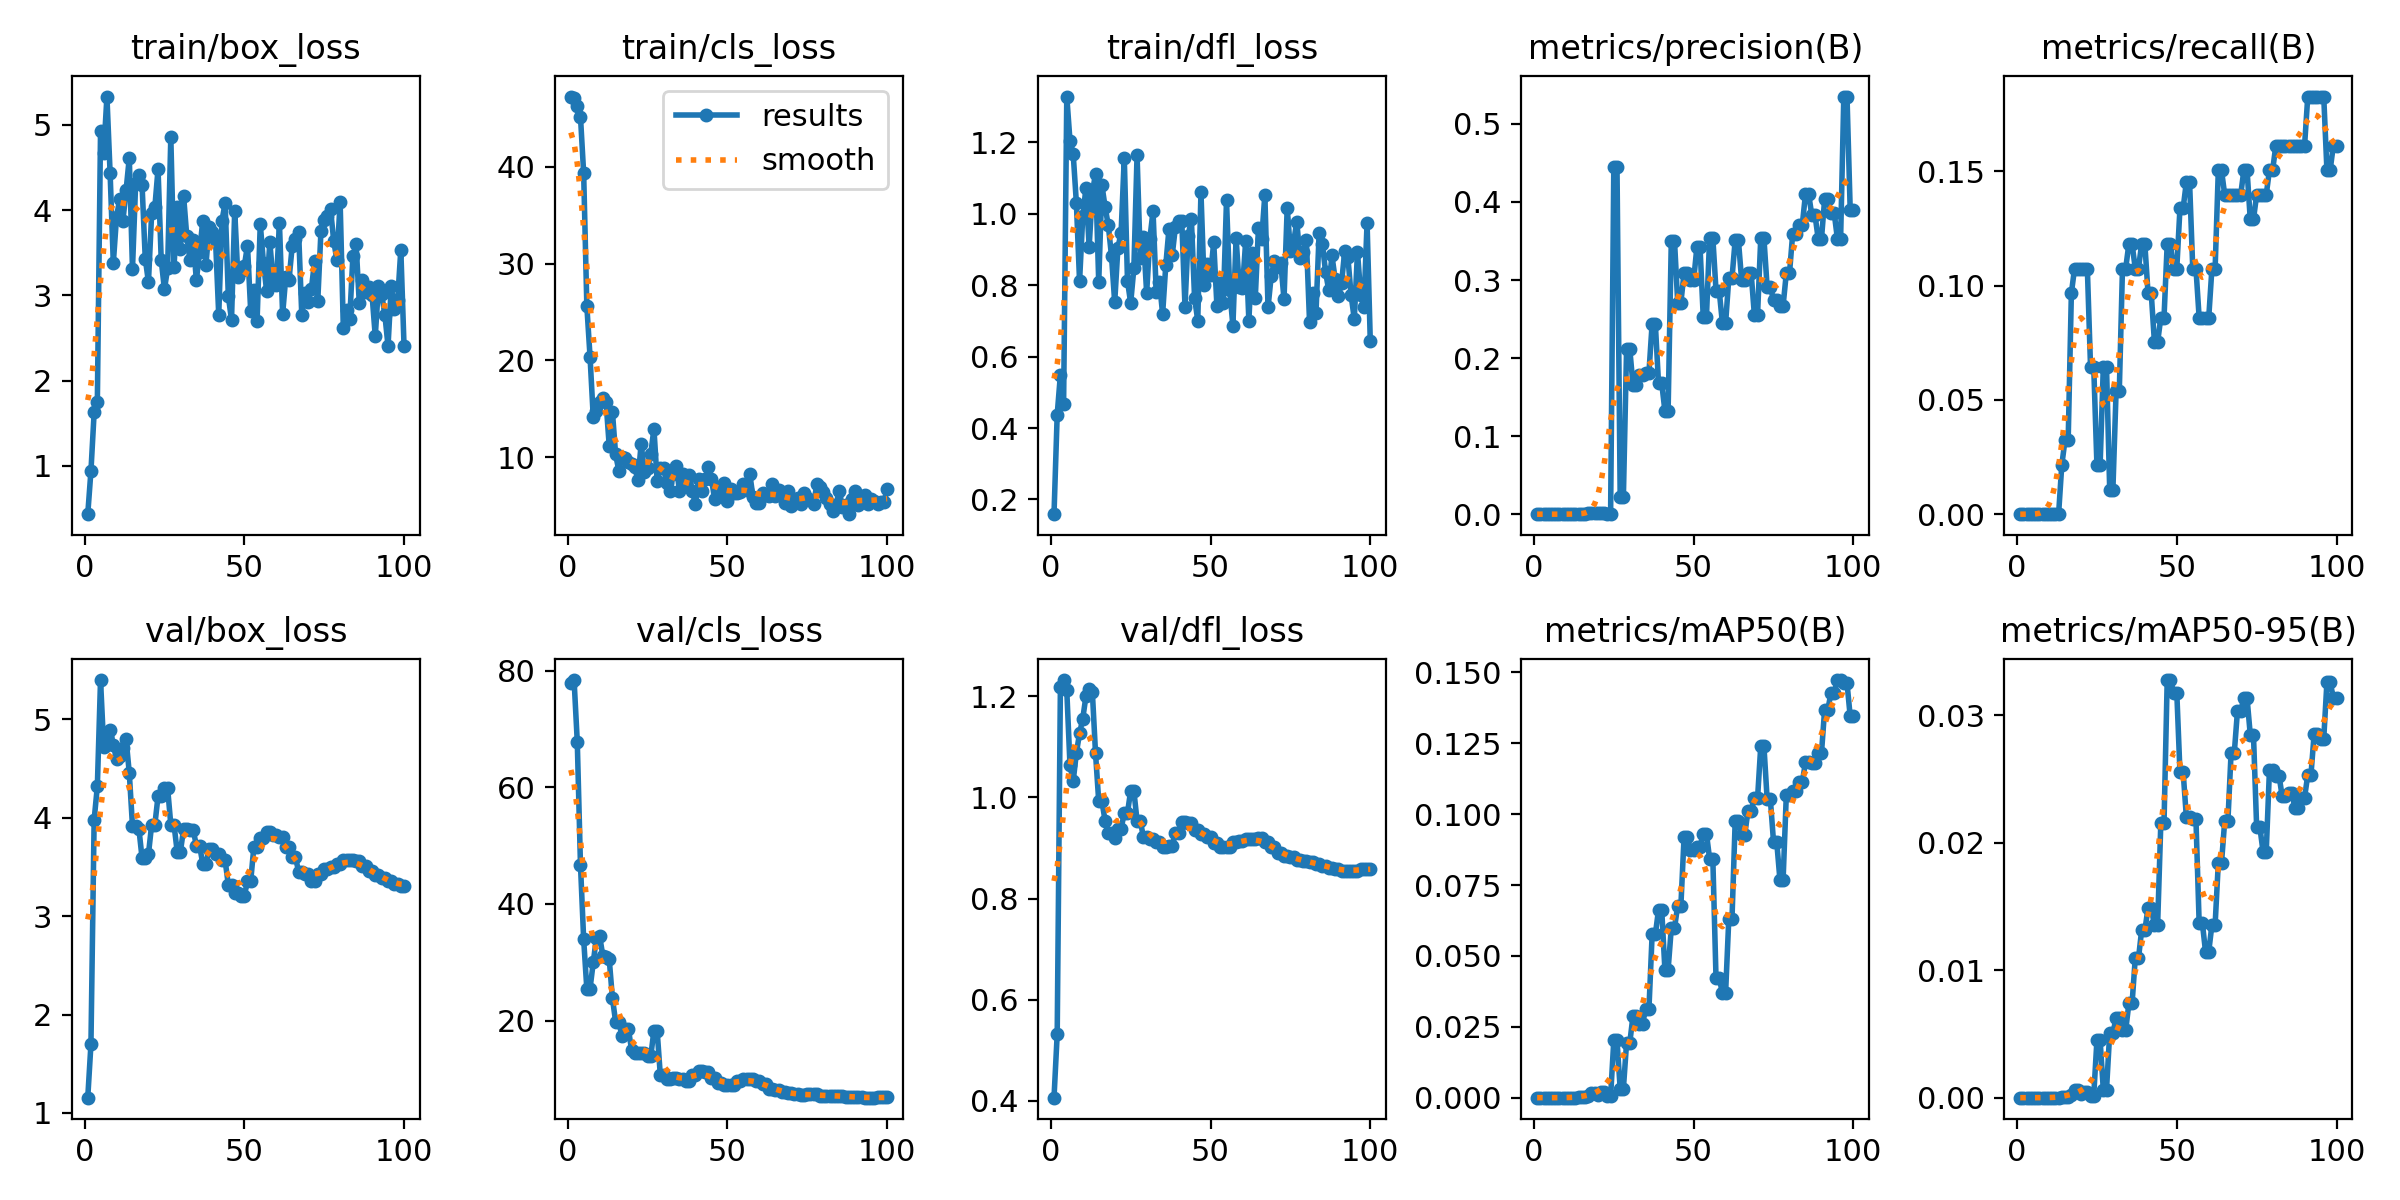 train/box_loss
train/cls_loss
train/dfl_loss
metrics/precision(B)
metrics/recall(B)
5
4
3
2
1
0 50 100
40
30
20
10
results
smooth
0 50 100
1.2
1.0
0.8
0.6
0.4
0.2
0 50 100
0.5
0.4
0.3
0.2
0.1
0.0
0 50 100
0.15
0.10
0.05
0.00
0 50 100
val/box_loss
val/cls_loss
val/dfl_loss
metrics/mAP50(B)
metrics/mAP50-95(B)
5
4
3
2
1
0 50 100
80
60
40
20
0 50 100
1.2
1.0
0.8
0.6
0.4
0 50 100
0.150
0.125
0.100
0.075
0.050
0.025
0.000
0 50 100
0.03
0.02
0.01
0.00
0 50 100